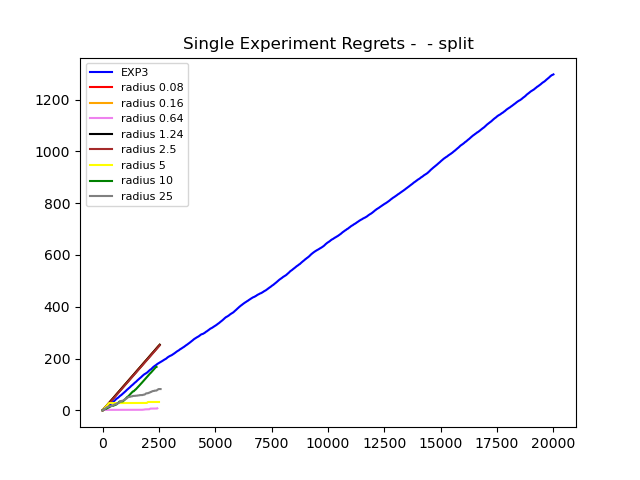 Single Experiment Regrets -  - split
EXP3
radius 0.08
radius 0.16
radius 0.64
radius 1.24
radius 2.5
radius 5
radius 10
radius 25
1200
1000
800
600
400
200
0
0 2500 5000 7500 10000 12500 15000 17500 20000